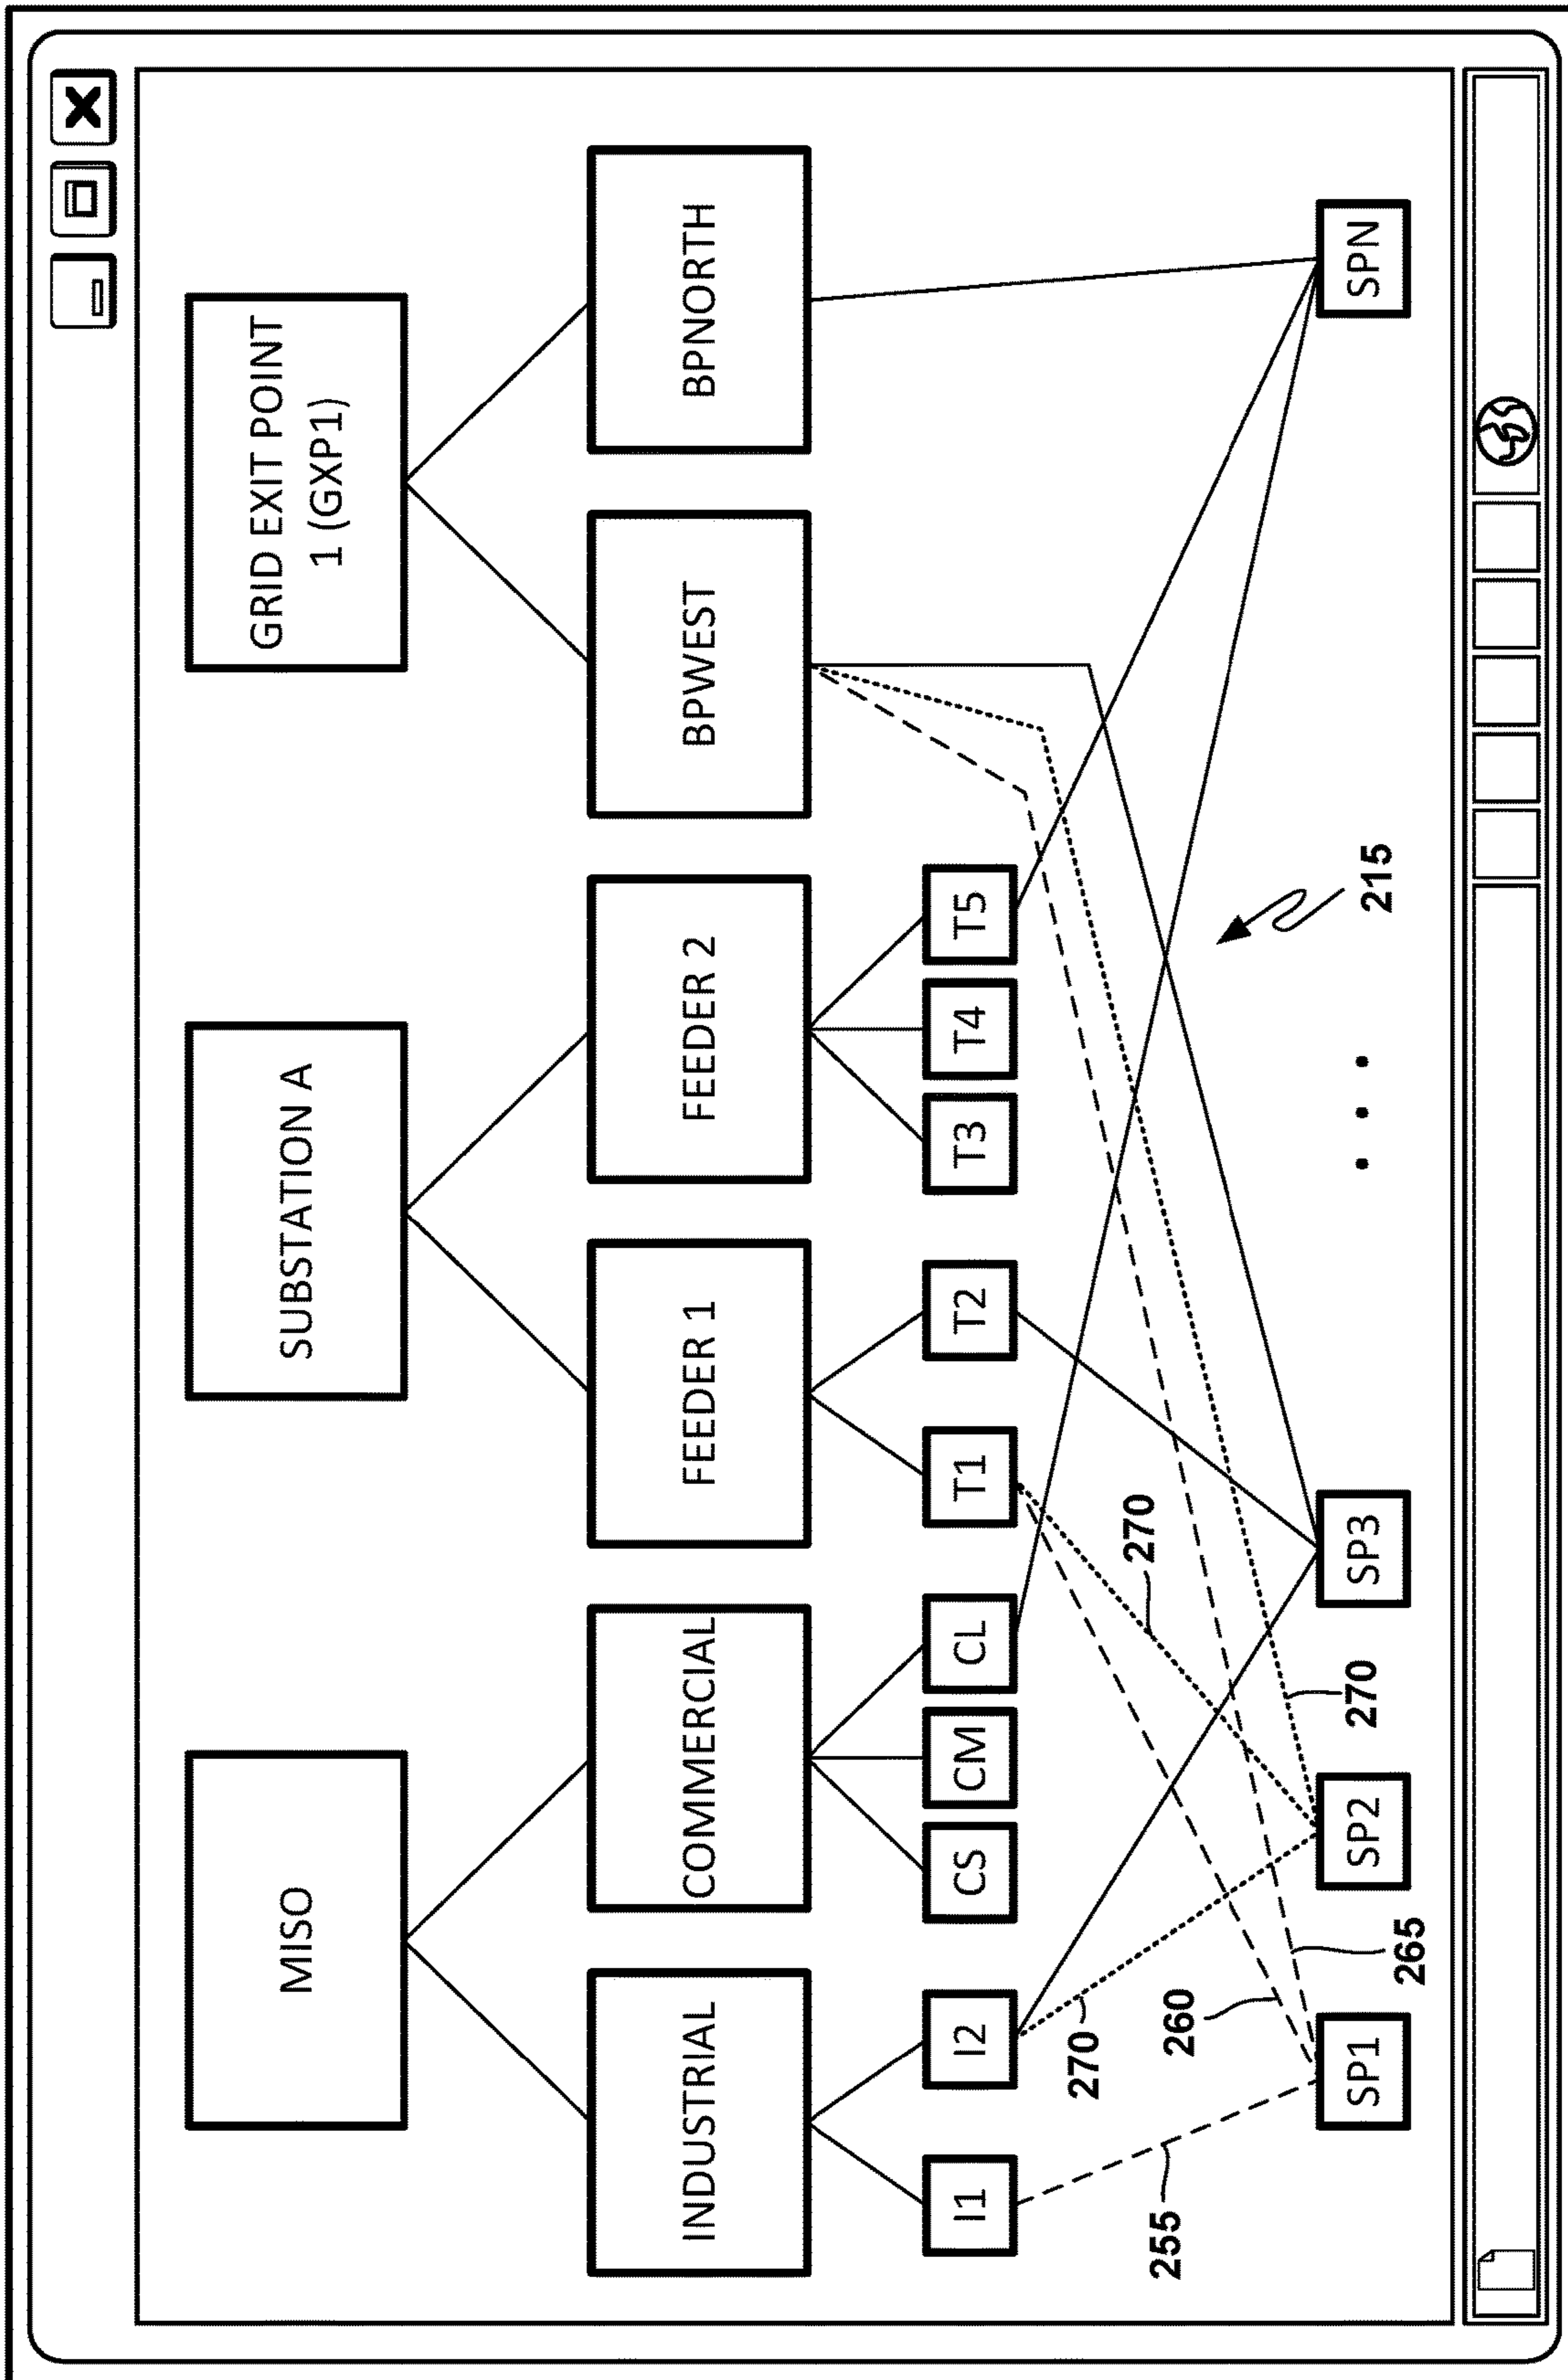 MISO
SUBSTATION A
GRID EXIT POINT
1 (GXP1)
INDUSTRIAL
COMMERCIAL
FEEDER 1
FEEDER 2
BPWEST
BPNORTH
I1
I2
CS
CM
CL
T1
T2
T3
T4
T5
255
270
260
265
270
270
215
SP1
SP2
SP3
. . .
SPN